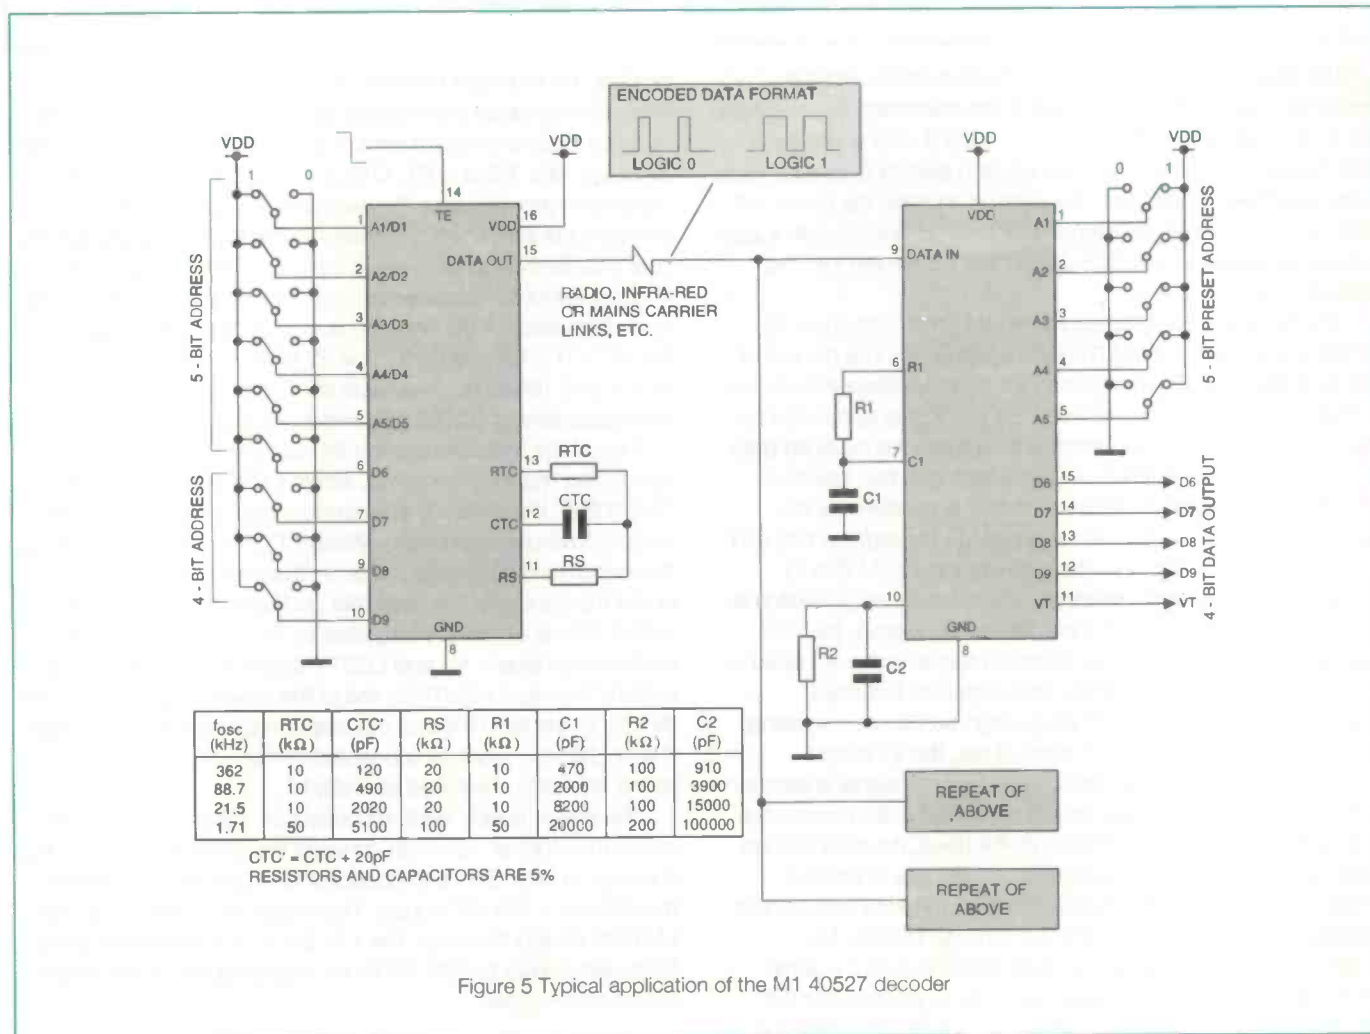 ENCODED DATA FORMAT
LOGIC 0 LOGIC 1
VDD
1 0
14
TE
VDD 16
DATA OUT 15
VDD
RADIO, INFRA-RED
OR MAINS CARRIER
LINKS, ETC.
5 - BIT ADDRESS
4 - BIT ADDRESS
1 A1/D1
2 A2/D2
3 A3/D3
4 A4/D4
5 A5/D5
6 D6
7 D7
9 D8
10 D9
RTC 13 RTC
CTC 12 CTC
RS 11 RS
GND
8
VDD
VDD
9 DATA IN
6 R1
R1
7 C1
C1
10
R2
C2
GND
8
VDD
0 1
A1 1
A2 2
A3 3
A4 4
A5 5
5 - BIT PRESET ADDRESS
D6 15 D6
D7 14 D7
D8 13 D8
D9 12 D9
VT 11 VT
4 - BIT DATA OUTPUT
REPEAT OF
ABOVE
REPEAT OF
ABOVE
fosc (kHz) RTC (kΩ) CTC' (pF) RS (kΩ) R1 (kΩ) C1 (pF) R2 (kΩ) C2 (pF)
362 10 120 20 10 470 100 910
88.7 10 490 20 10 2000 100 3900
21.5 10 2020 20 10 8200 100 15000
1.71 50 5100 100 50 20000 200 100000
CTC' = CTC + 20pF
RESISTORS AND CAPACITORS ARE 5%
Figure 5 Typical application of the M1 40527 decoder